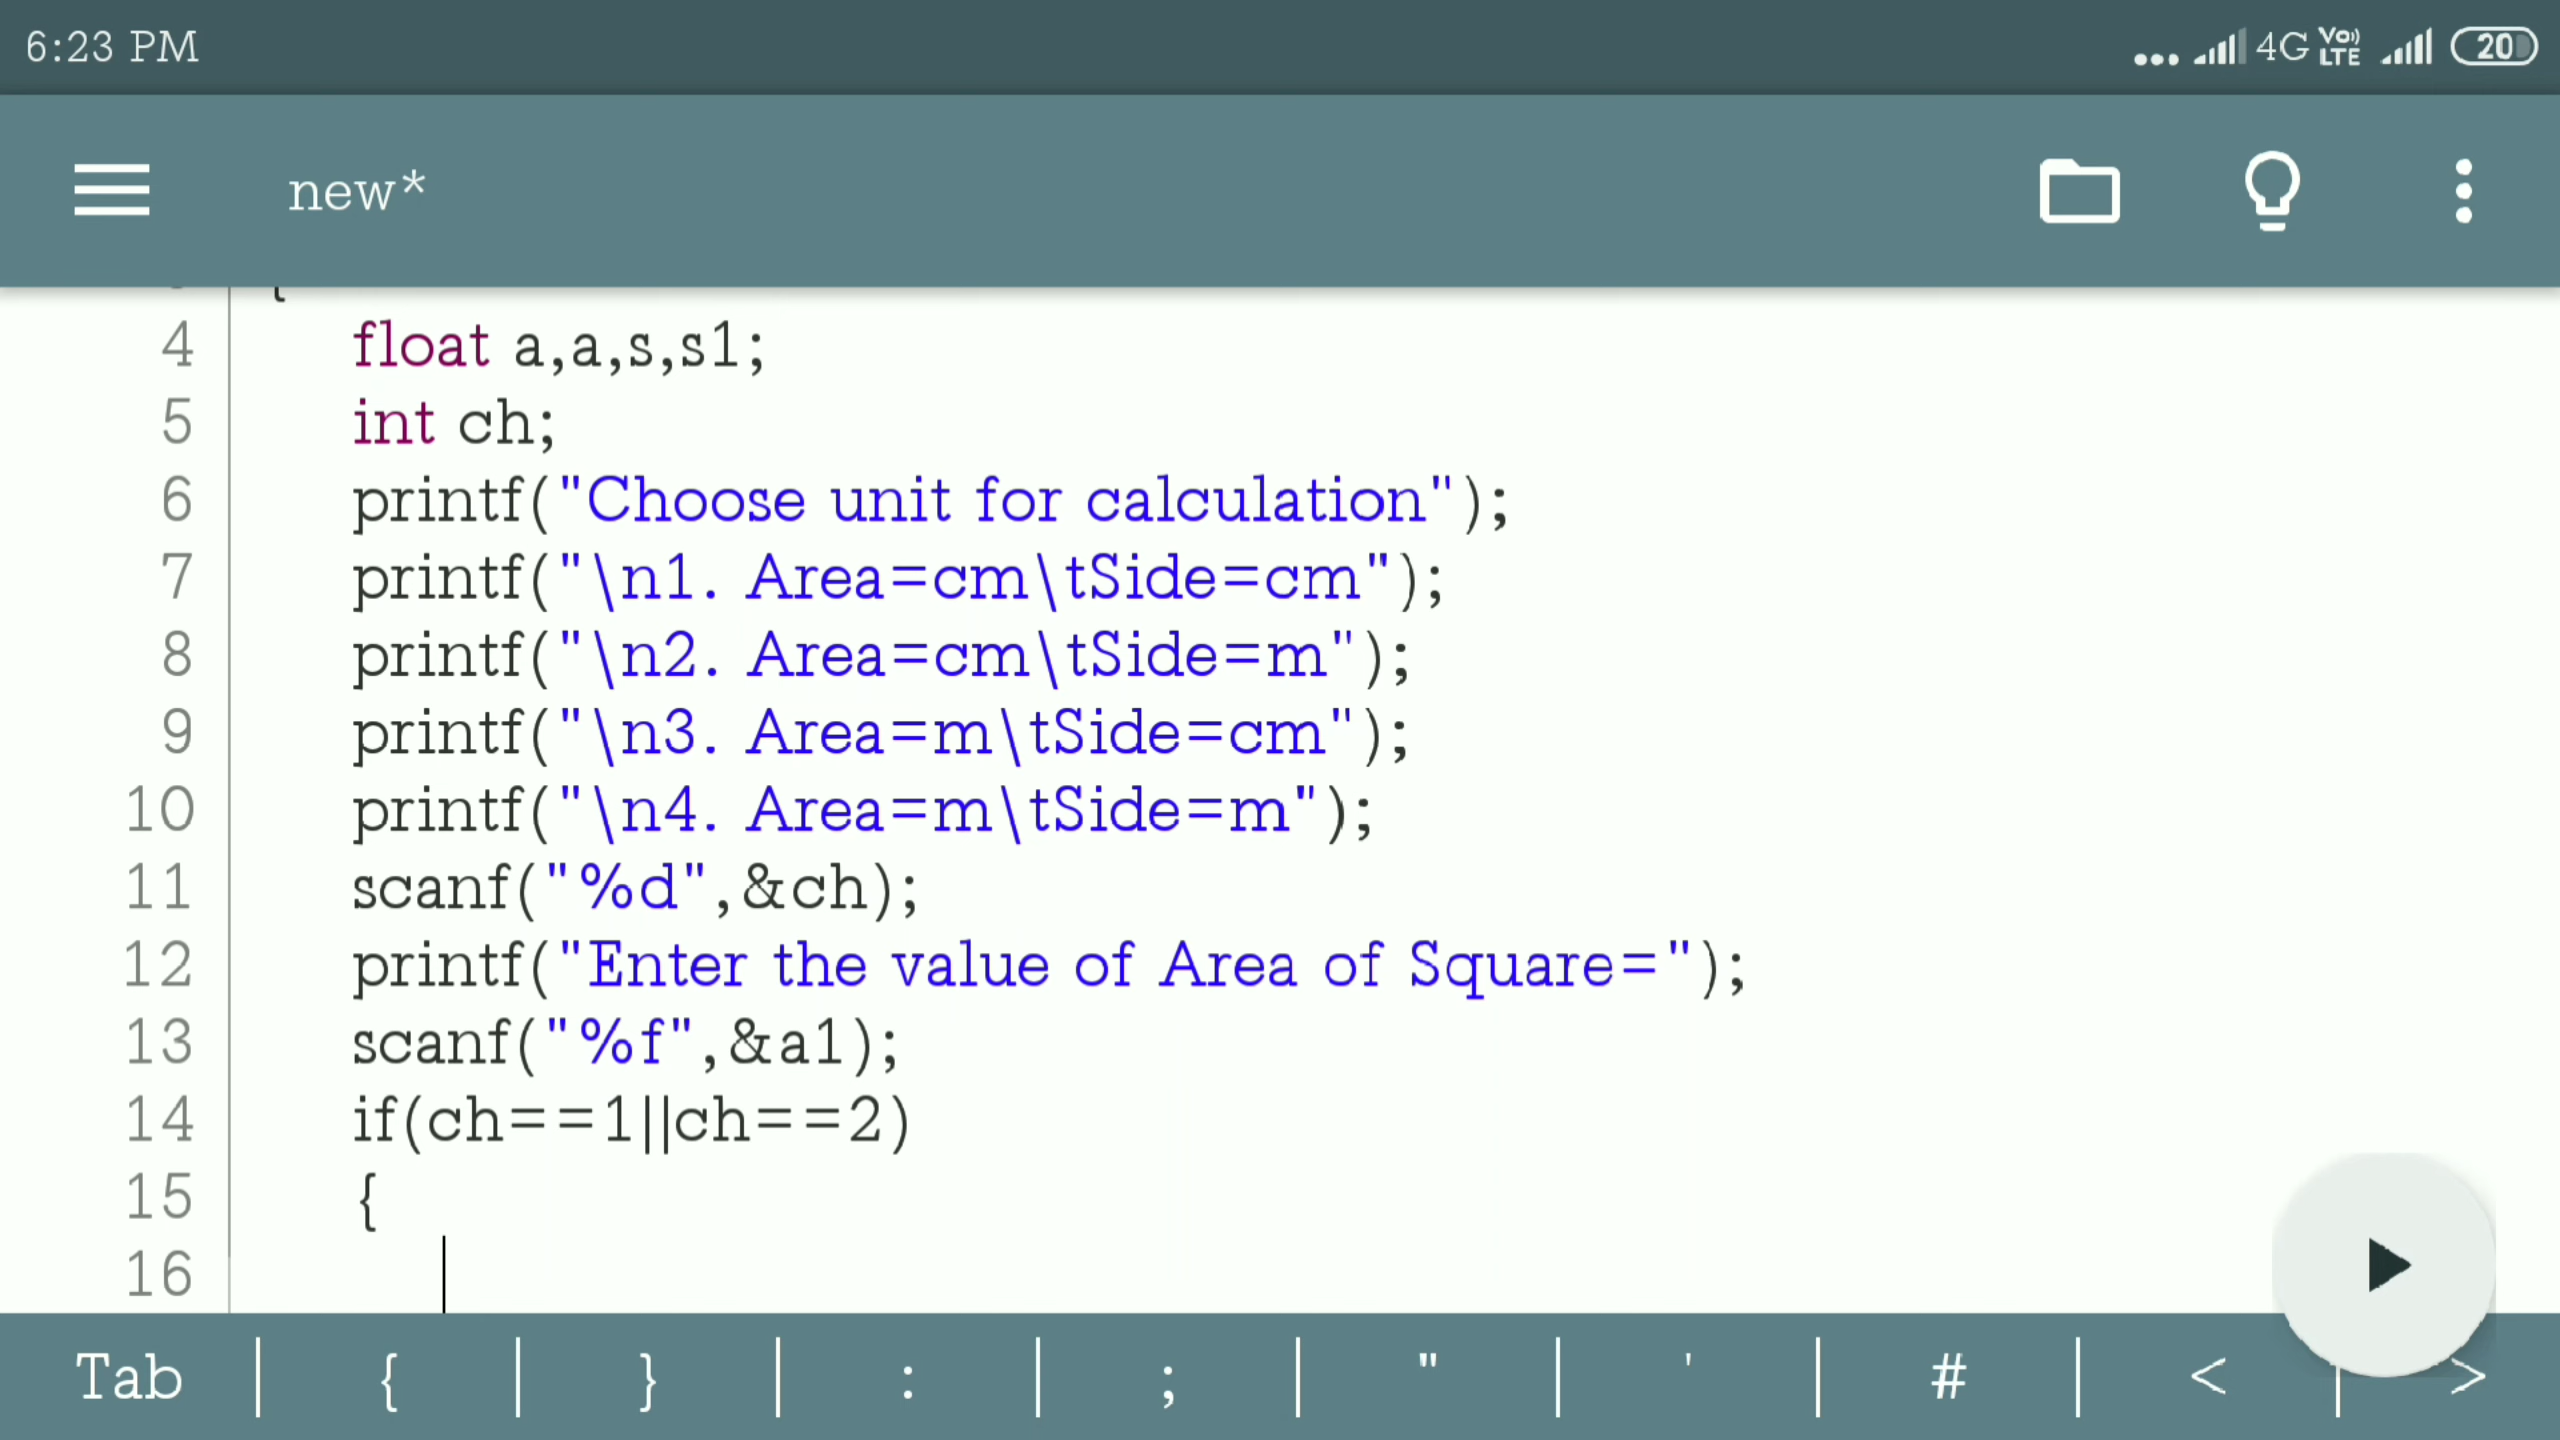 6:23 PM
4G Vo) LTE 20
new*
{
4 float a,a,s,s1;
5 int ch;
6 printf("Choose unit for calculation");
7 printf("\n1. Area=cm\tSide=cm");
8 printf("\n2. Area=cm\tSide=m");
9 printf("\n3. Area=m\tSide=cm");
10 printf("\n4. Area=m\tSide=m");
11 scanf("%d",&ch);
12 printf("Enter the value of Area of Square=");
13 scanf("%f",&a1);
14 if(ch==1||ch==2)
15 {
16
Tab { } : ; " ' # < >